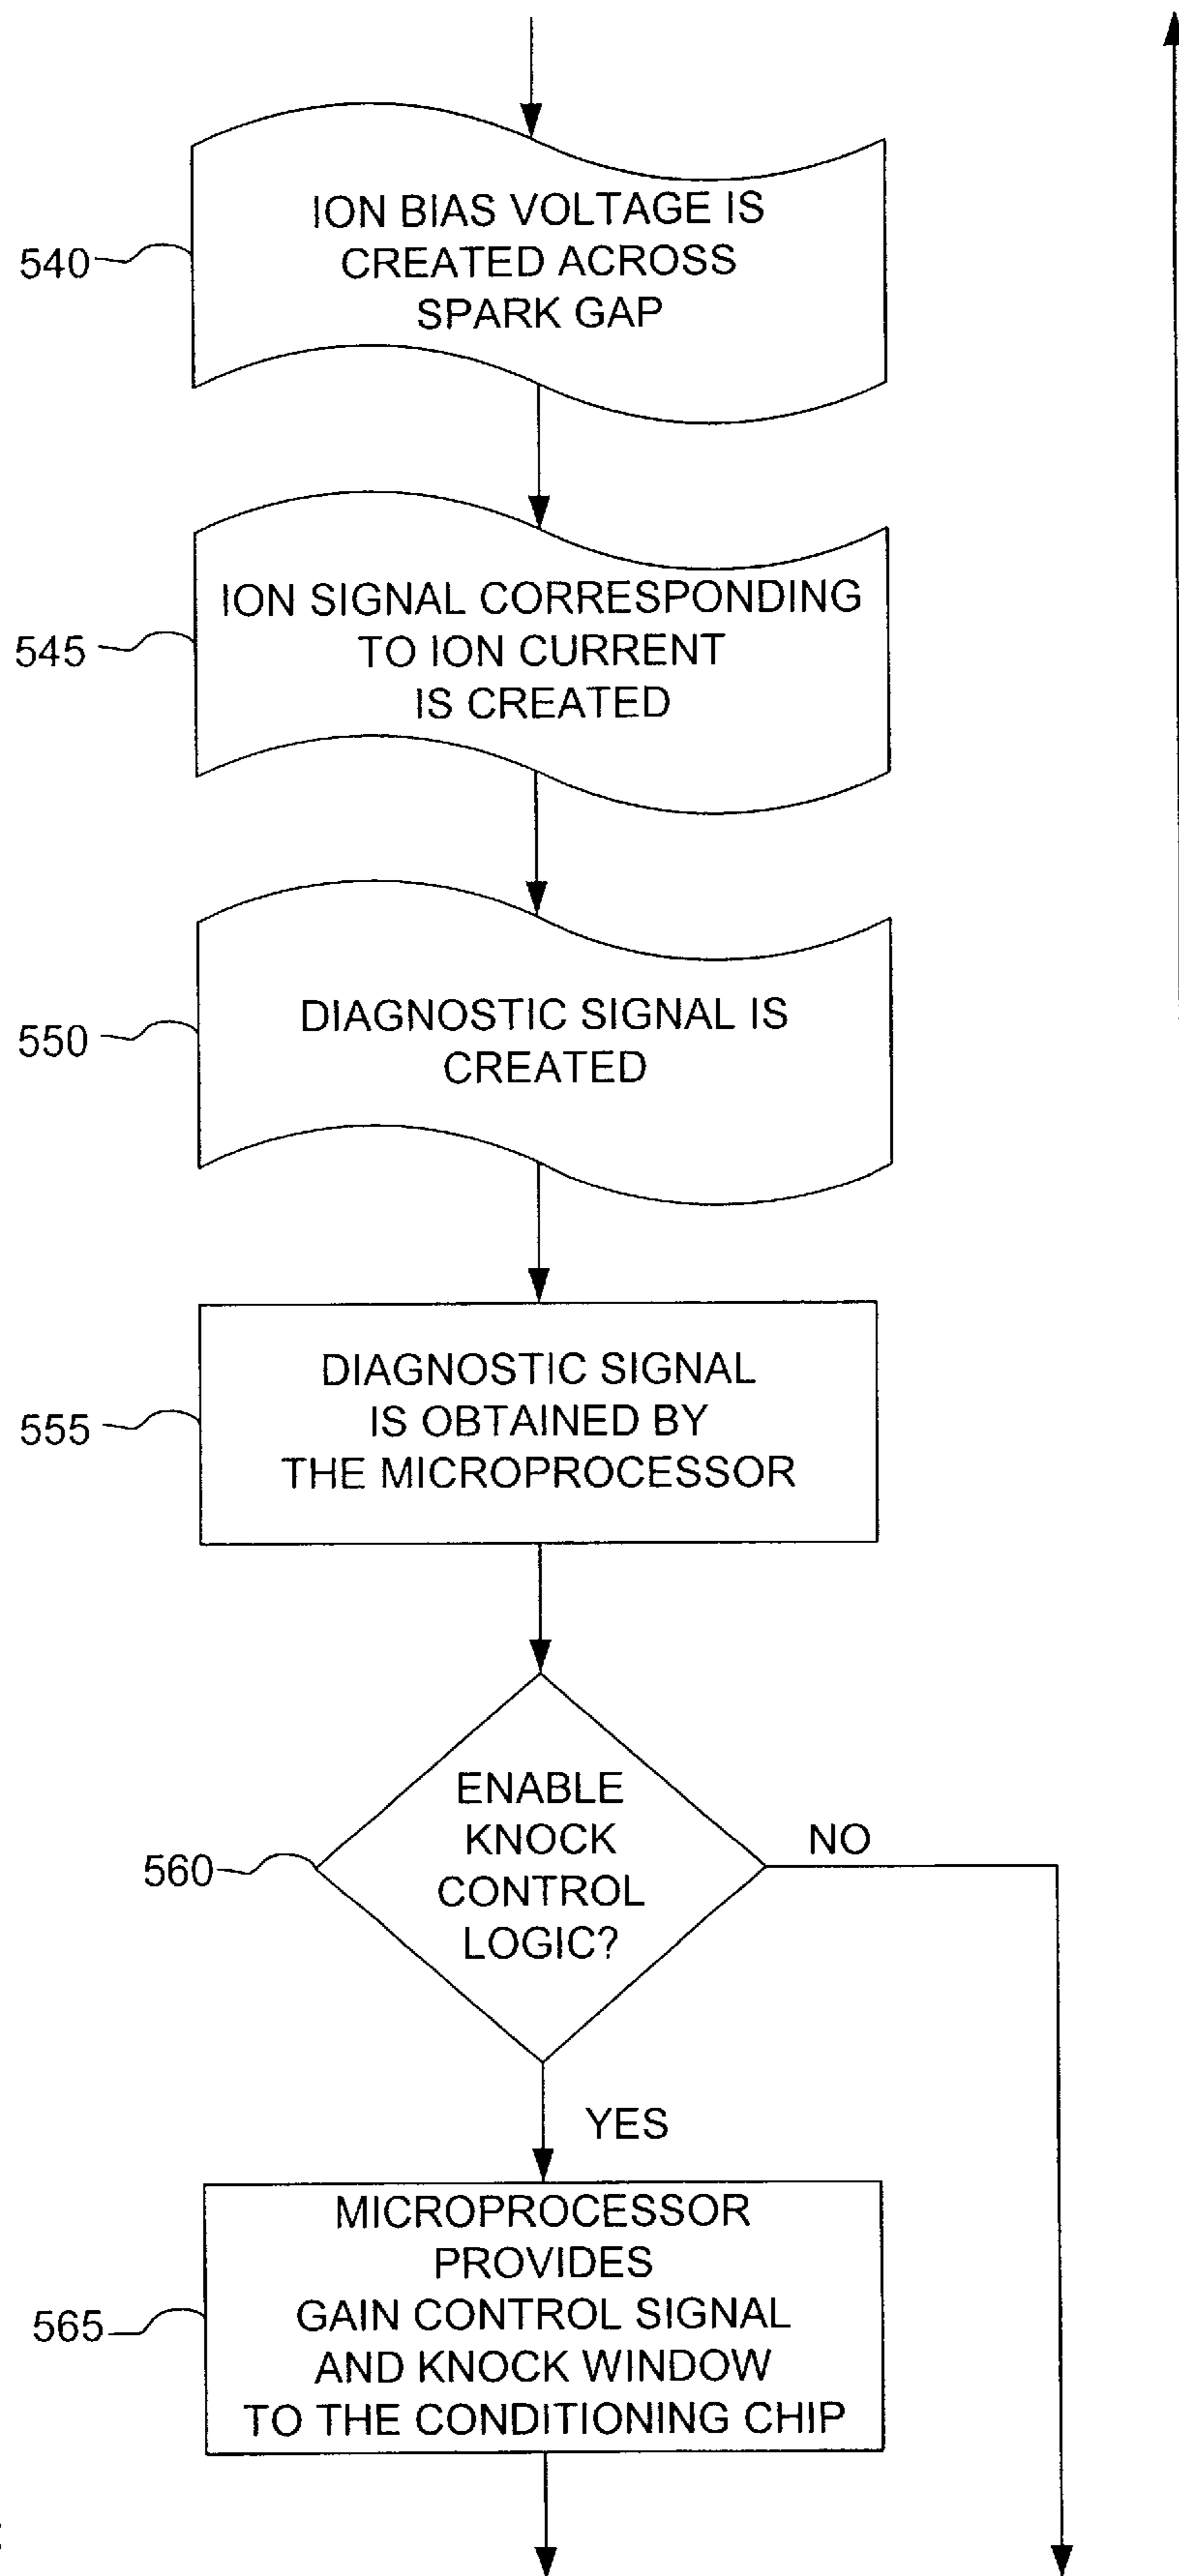 540
ION BIAS VOLTAGE IS
CREATED ACROSS
SPARK GAP
545
ION SIGNAL CORRESPONDING
TO ION CURRENT
IS CREATED
550
DIAGNOSTIC SIGNAL IS
CREATED
555
DIAGNOSTIC SIGNAL
IS OBTAINED BY
THE MICROPROCESSOR
560
ENABLE
KNOCK
CONTROL
LOGIC?
NO
YES
565
MICROPROCESSOR
PROVIDES
GAIN CONTROL SIGNAL
AND KNOCK WINDOW
TO THE CONDITIONING CHIP